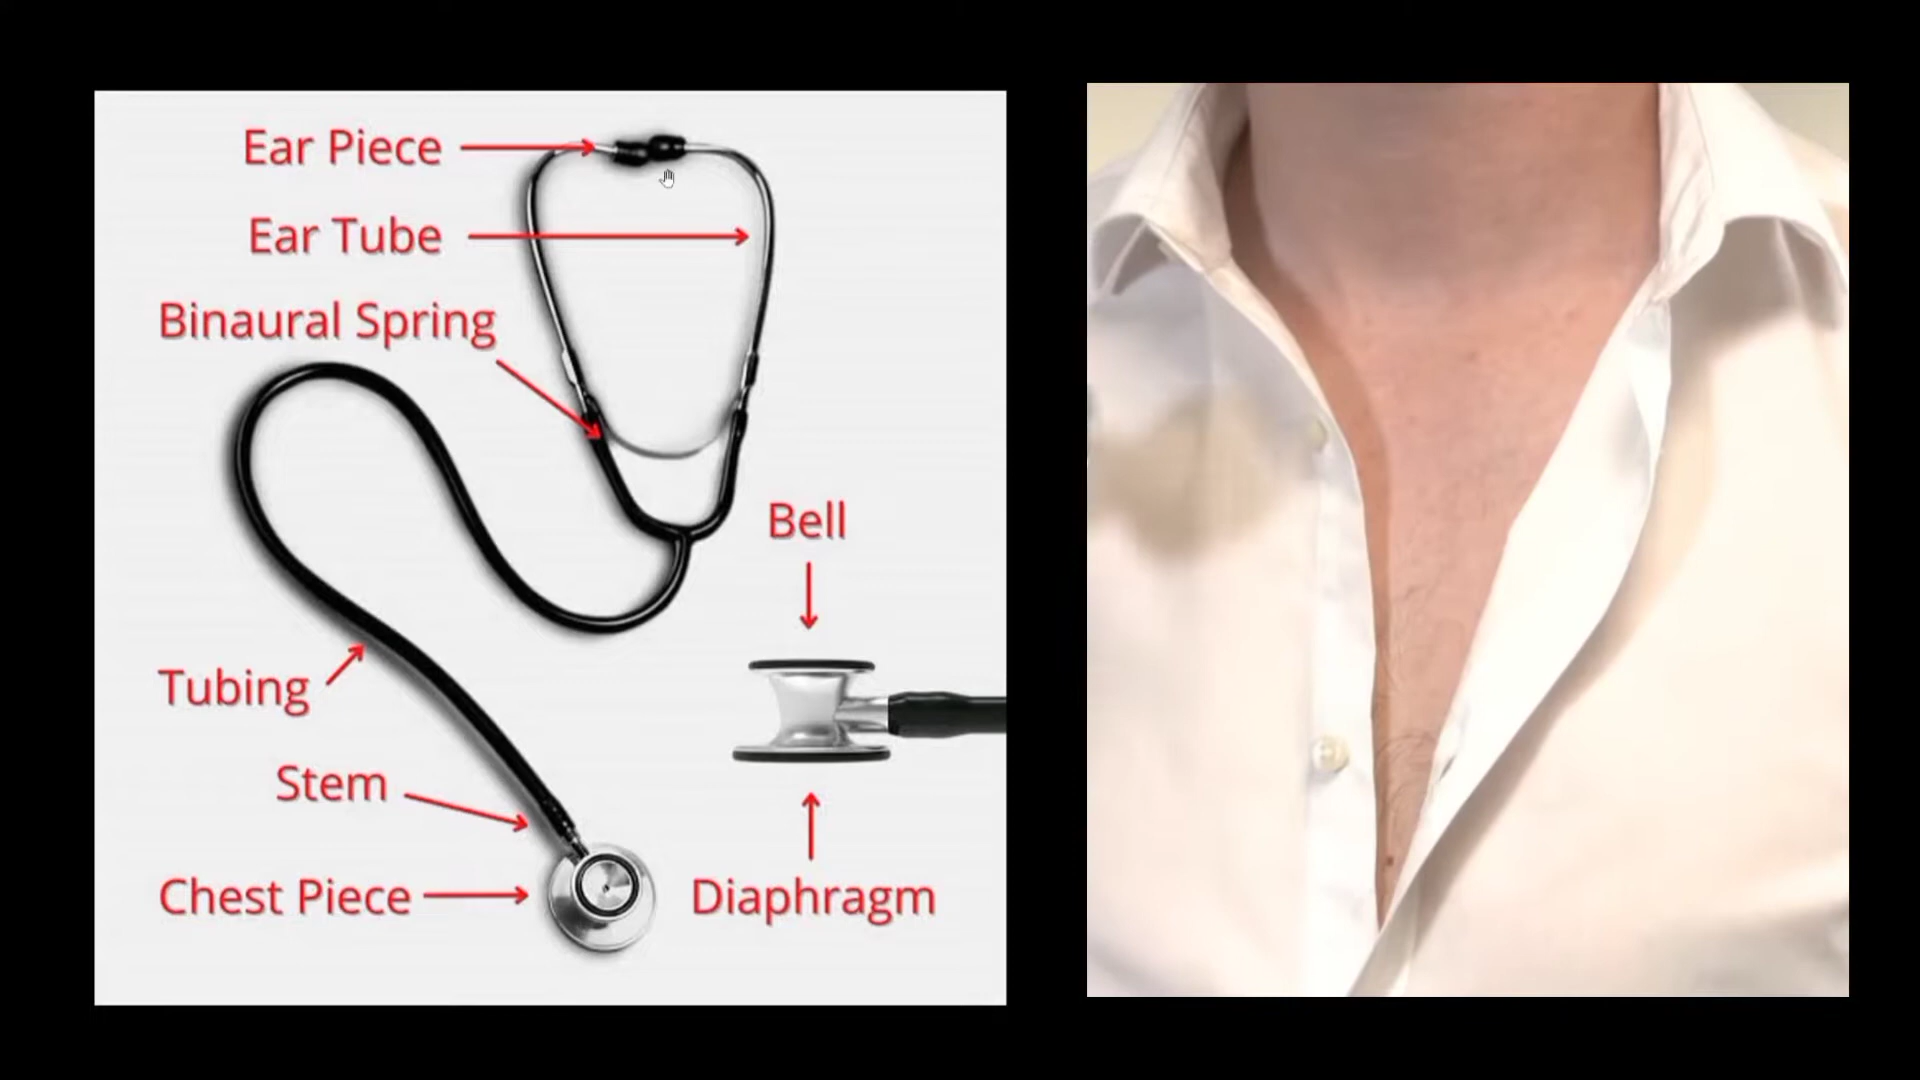 Ear Piece
Ear Tube
Binaural Spring
Bell
Tubing
Stem
Chest Piece
Diaphragm